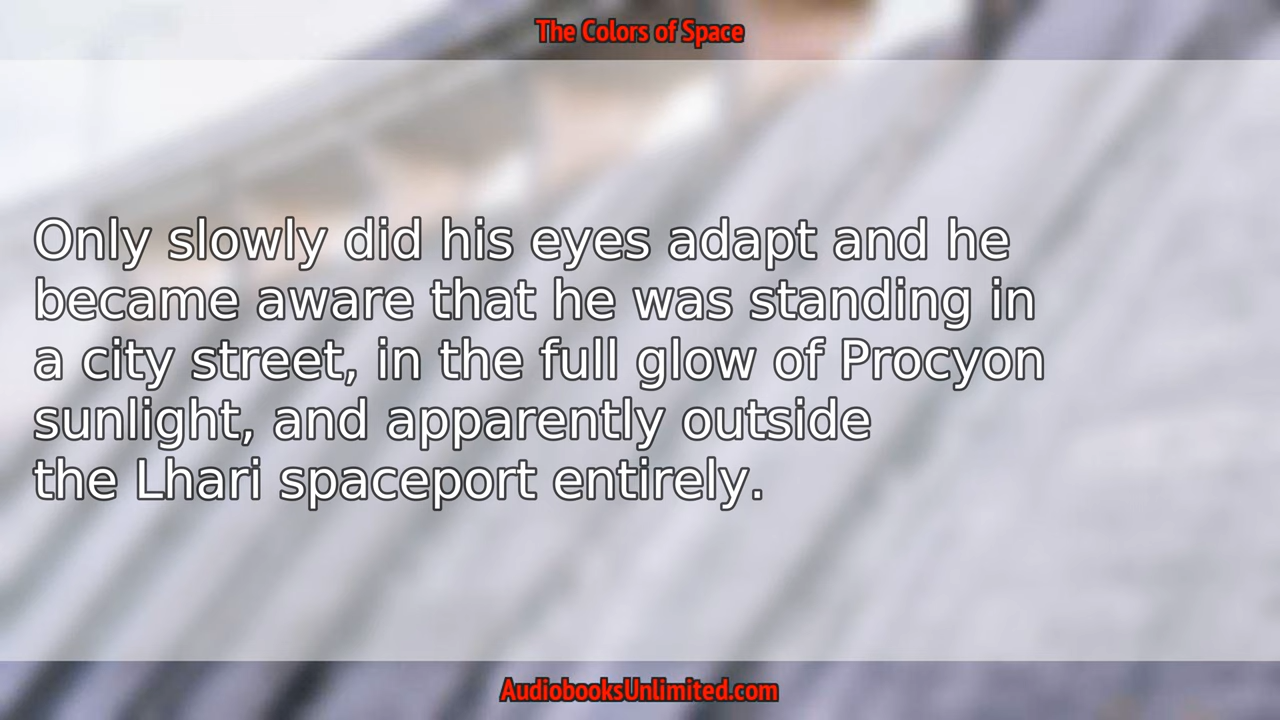 The Colors of Space
Only slowly did his eyes adapt and he
became aware that he was standing in
a city street, in the full glow of Procyon
sunlight, and apparently outside
the Lhari spaceport entirely.
AudiobooksUnlimited.com